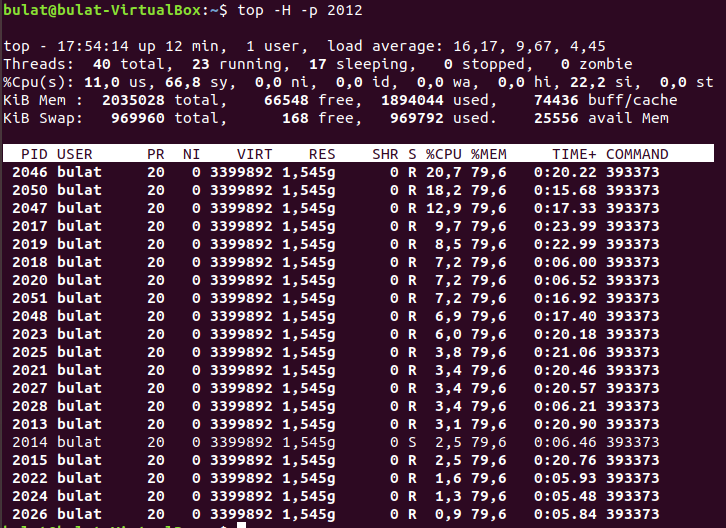 bulat@bulat-VirtualBox:~$ top -H -p 2012
top - 17:54:14 up 12 min,  1 user,  load average: 16,17, 9,67, 4,45
Threads:  40 total,  23 running,  17 sleeping,   0 stopped,   0 zombie
%Cpu(s): 11,0 us, 66,8 sy,  0,0 ni,  0,0 id,  0,0 wa,  0,0 hi, 22,2 si,  0,0 st
KiB Mem :  2035028 total,    66548 free,  1894044 used,    74436 buff/cache
KiB Swap:   969960 total,      168 free,   969792 used.    25556 avail Mem
PID USER      PR  NI    VIRT    RES    SHR S %CPU %MEM     TIME+ COMMAND
2046 bulat     20   0 3399892 1,545g      0 R 20,7 79,6   0:20.22 393373
2050 bulat     20   0 3399892 1,545g      0 R 18,2 79,6   0:15.68 393373
2047 bulat     20   0 3399892 1,545g      0 R 12,9 79,6   0:17.33 393373
2017 bulat     20   0 3399892 1,545g      0 R  9,7 79,6   0:23.99 393373
2019 bulat     20   0 3399892 1,545g      0 R  8,5 79,6   0:22.99 393373
2018 bulat     20   0 3399892 1,545g      0 R  7,2 79,6   0:06.00 393373
2020 bulat     20   0 3399892 1,545g      0 R  7,2 79,6   0:06.52 393373
2051 bulat     20   0 3399892 1,545g      0 R  7,2 79,6   0:16.92 393373
2048 bulat     20   0 3399892 1,545g      0 R  6,9 79,6   0:17.40 393373
2023 bulat     20   0 3399892 1,545g      0 R  6,0 79,6   0:20.18 393373
2025 bulat     20   0 3399892 1,545g      0 R  3,8 79,6   0:21.06 393373
2021 bulat     20   0 3399892 1,545g      0 R  3,4 79,6   0:20.46 393373
2027 bulat     20   0 3399892 1,545g      0 R  3,4 79,6   0:20.57 393373
2028 bulat     20   0 3399892 1,545g      0 R  3,4 79,6   0:06.21 393373
2013 bulat     20   0 3399892 1,545g      0 R  3,1 79,6   0:20.90 393373
2014 bulat     20   0 3399892 1,545g      0 S  2,5 79,6   0:06.46 393373
2015 bulat     20   0 3399892 1,545g      0 R  2,5 79,6   0:20.76 393373
2022 bulat     20   0 3399892 1,545g      0 R  1,6 79,6   0:05.93 393373
2024 bulat     20   0 3399892 1,545g      0 R  1,3 79,6   0:05.48 393373
2026 bulat     20   0 3399892 1,545g      0 R  0,9 79,6   0:05.84 393373
bulat@bulat-VirtualBox:~$